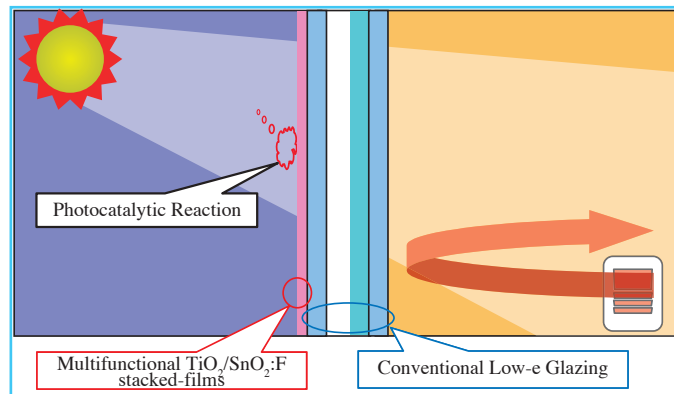 Photocatalytic Reaction
Multifunctional TiO₂/SnO₂:F
stacked-films
Conventional Low-e Glazing